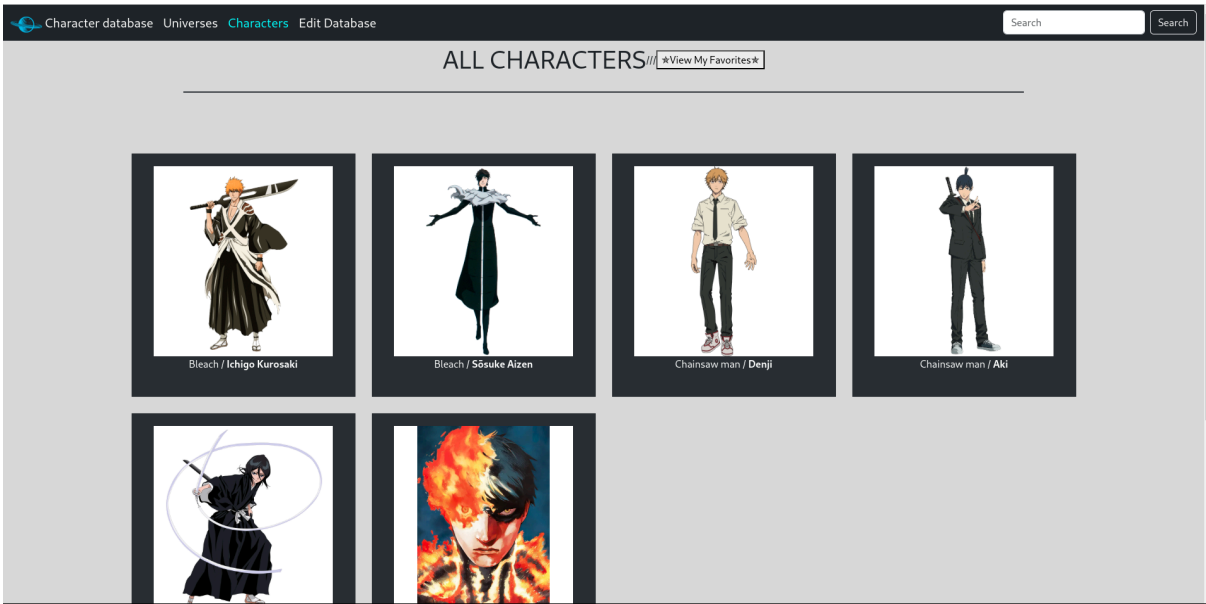 Character database Universes Characters Edit Database Search Search
ALL CHARACTERS/// ★View My Favorites★
Bleach / Ichigo Kurosaki
Bleach / Sōsuke Aizen
Chainsaw man / Denji
Chainsaw man / Aki